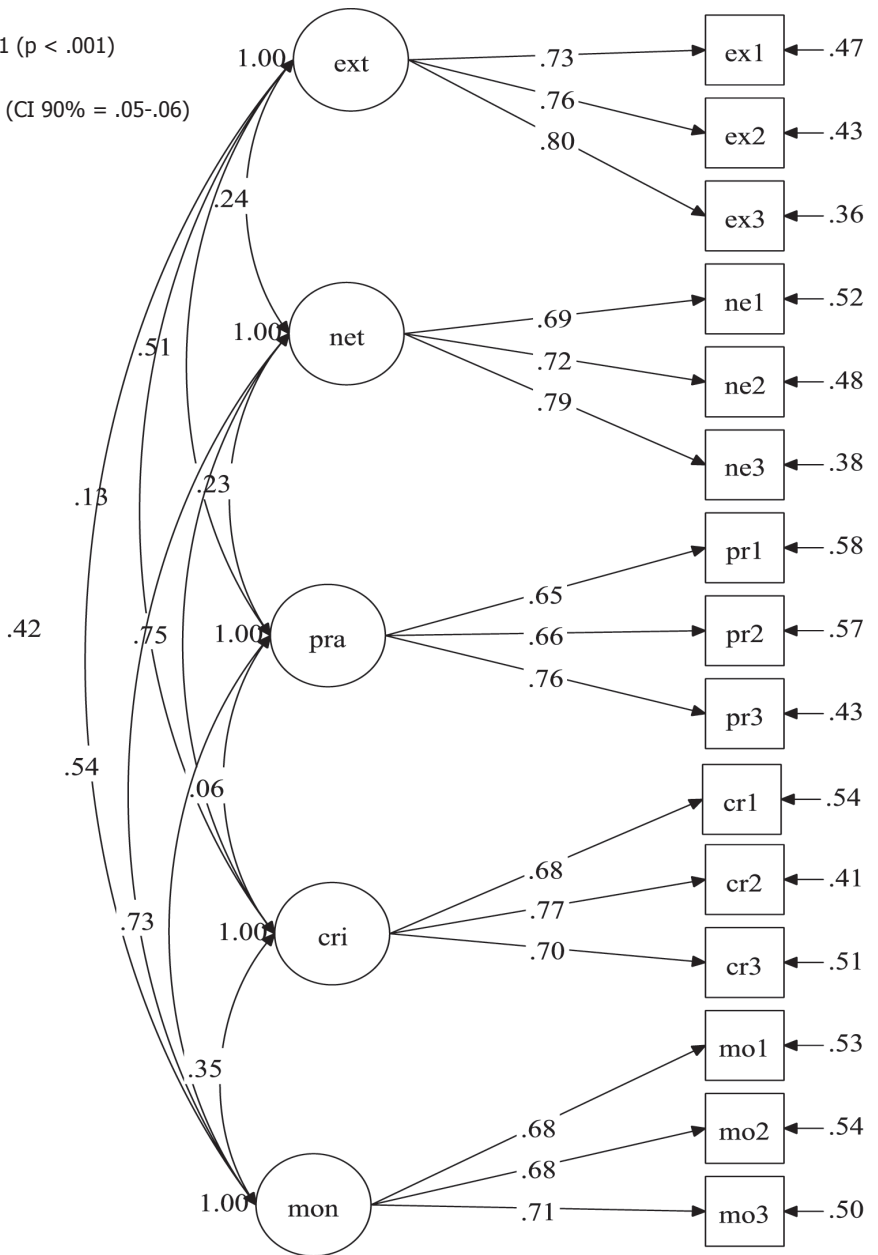 1 (p < .001)
(CI 90% = .05-.06)
1.00
ext
.73
ex1
.47
.76
ex2
.43
.80
ex3
.36
.24
1.00
net
.69
ne1
.52
.72
ne2
.48
.79
ne3
.38
.51
.13
.23
1.00
pra
.65
pr1
.58
.66
pr2
.57
.76
pr3
.43
.42
.75
.54
.06
1.00
cri
.68
cr1
.54
.77
cr2
.41
.70
cr3
.51
.73
.35
1.00
mon
.68
mo1
.53
.68
mo2
.54
.71
mo3
.50